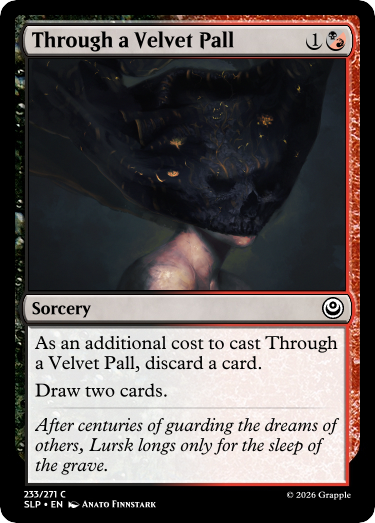 Through a Velvet Pall 1
Sorcery
As an additional cost to cast Through
a Velvet Pall, discard a card.
Draw two cards.
After centuries of guarding the dreams of
others, Lursk longs only for the sleep of
the grave.
233/271 C
SLP • EN Anato Finnstark
© 2026 Grapple